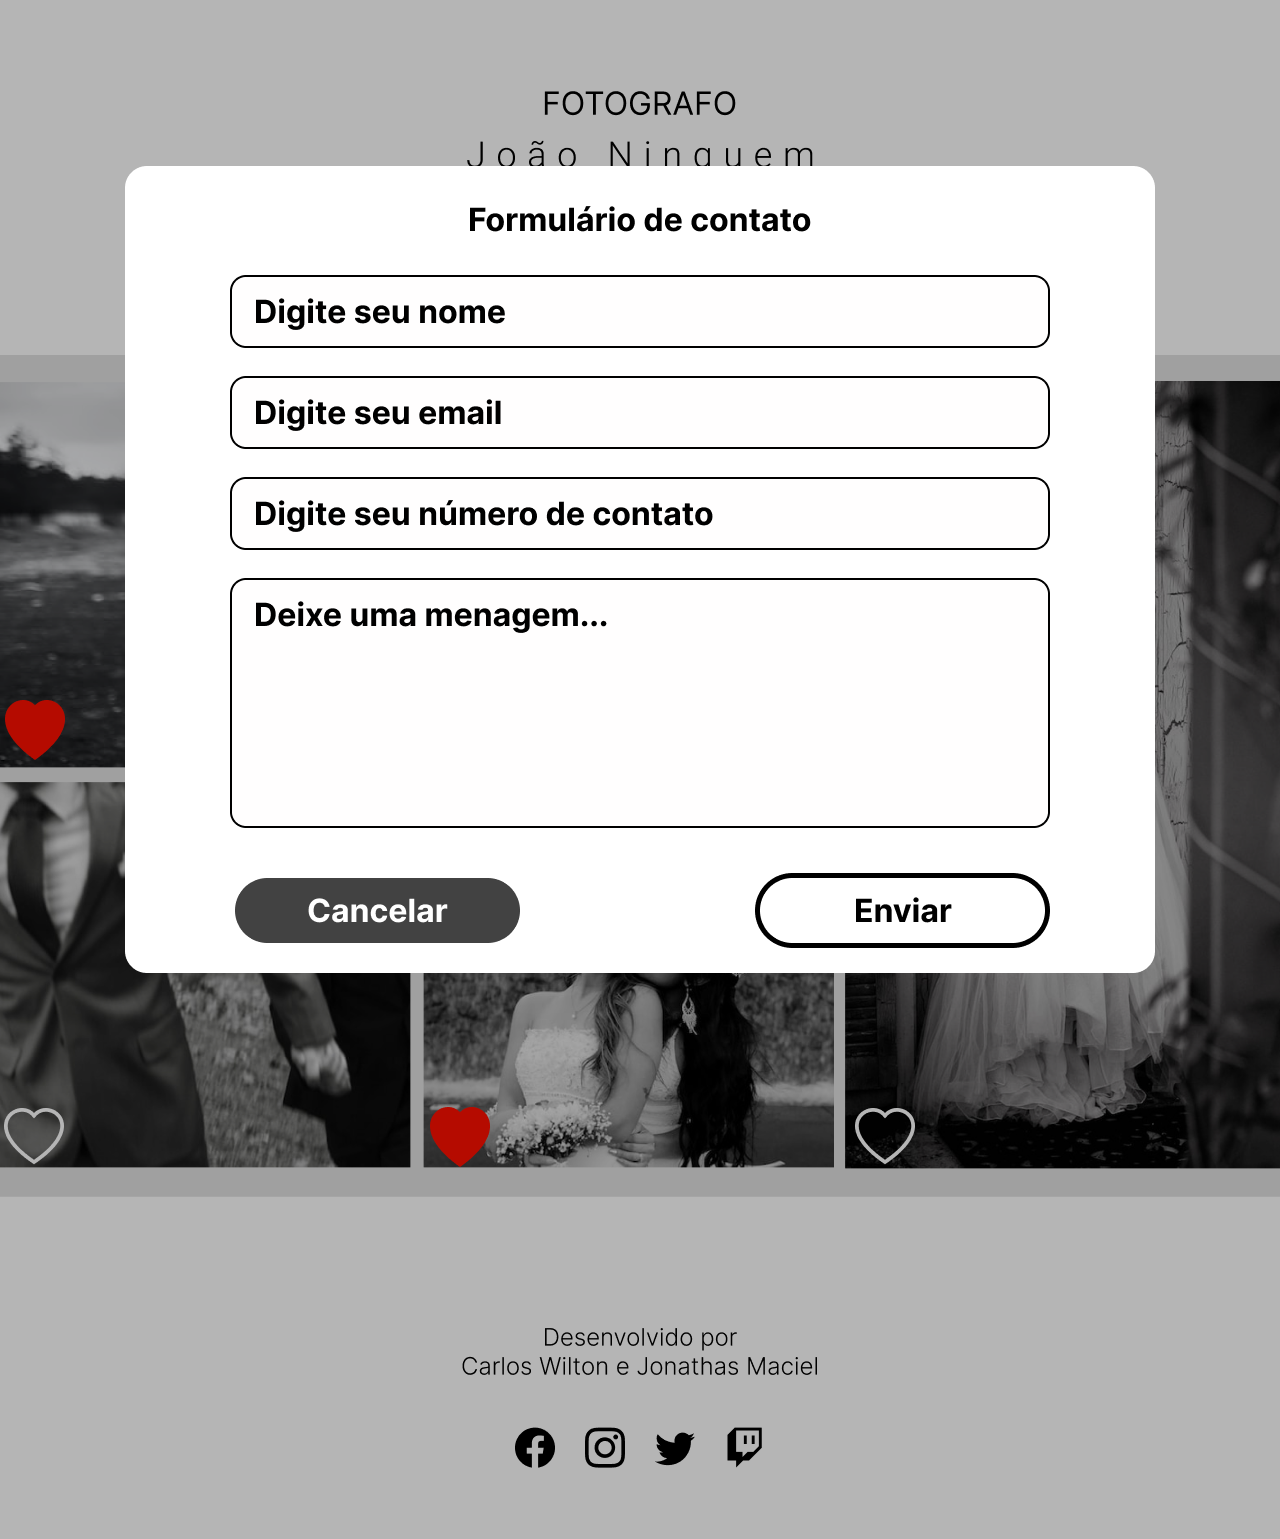 FOTOGRAFO
João Ninguem
Formulário de contato
Digite seu nome
Digite seu email
Digite seu número de contato
Deixe uma menagem...
Cancelar
Enviar
Desenvolvido por
Carlos Wilton e Jonathas Maciel